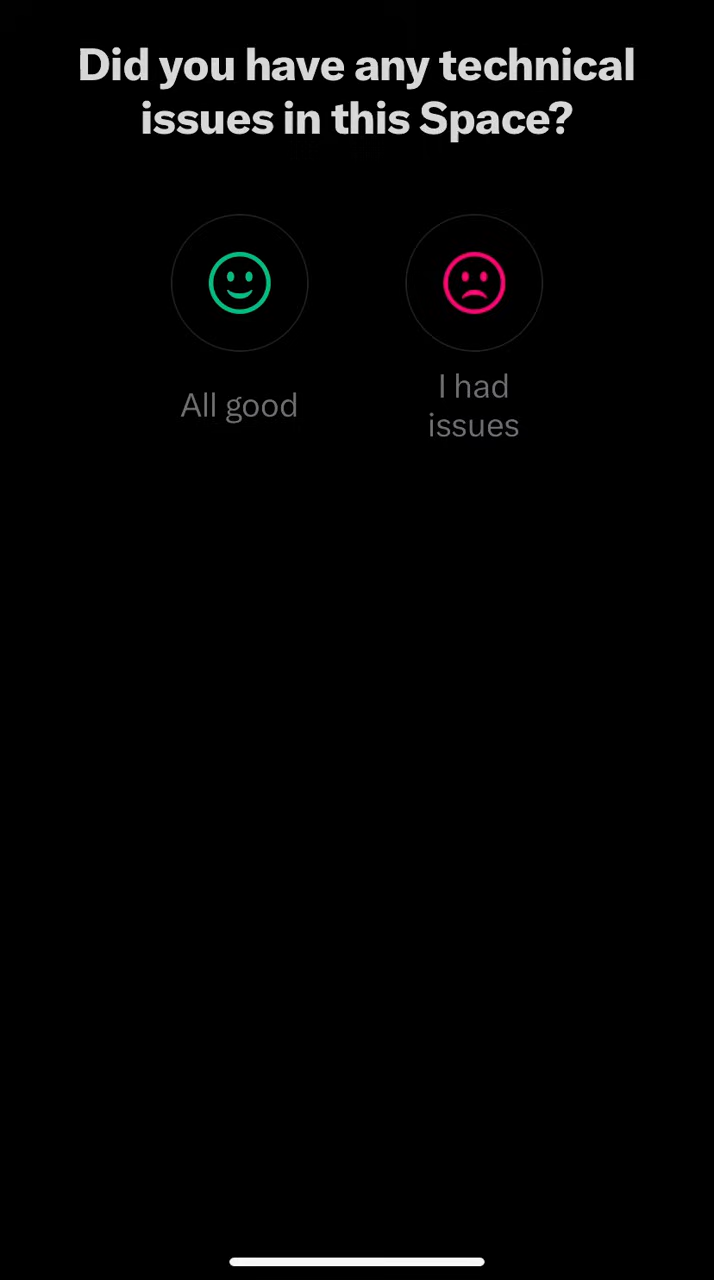 Did you have any technical
issues in this Space?
All good
I had
issues